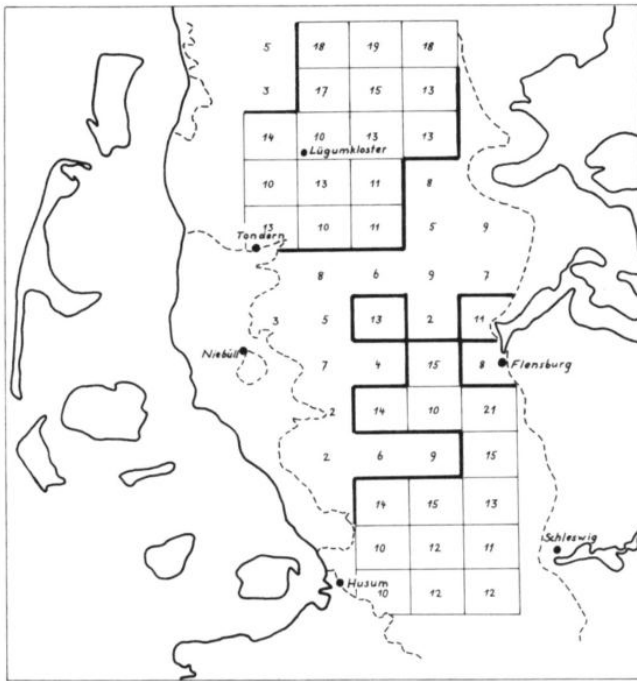 5 18 19 18
3 17 15 13
14 10 13 13
Lügumkloster
10 13 11 8
13 10 11 5 9
Tondern
8 6 9 7
3 5 13 2 11
Niebüll
7 4 15 8 Flensburg
2 14 10 21
2 6 9 15
14 15 13
10 12 11 Schleswig
Husum
10 12 12